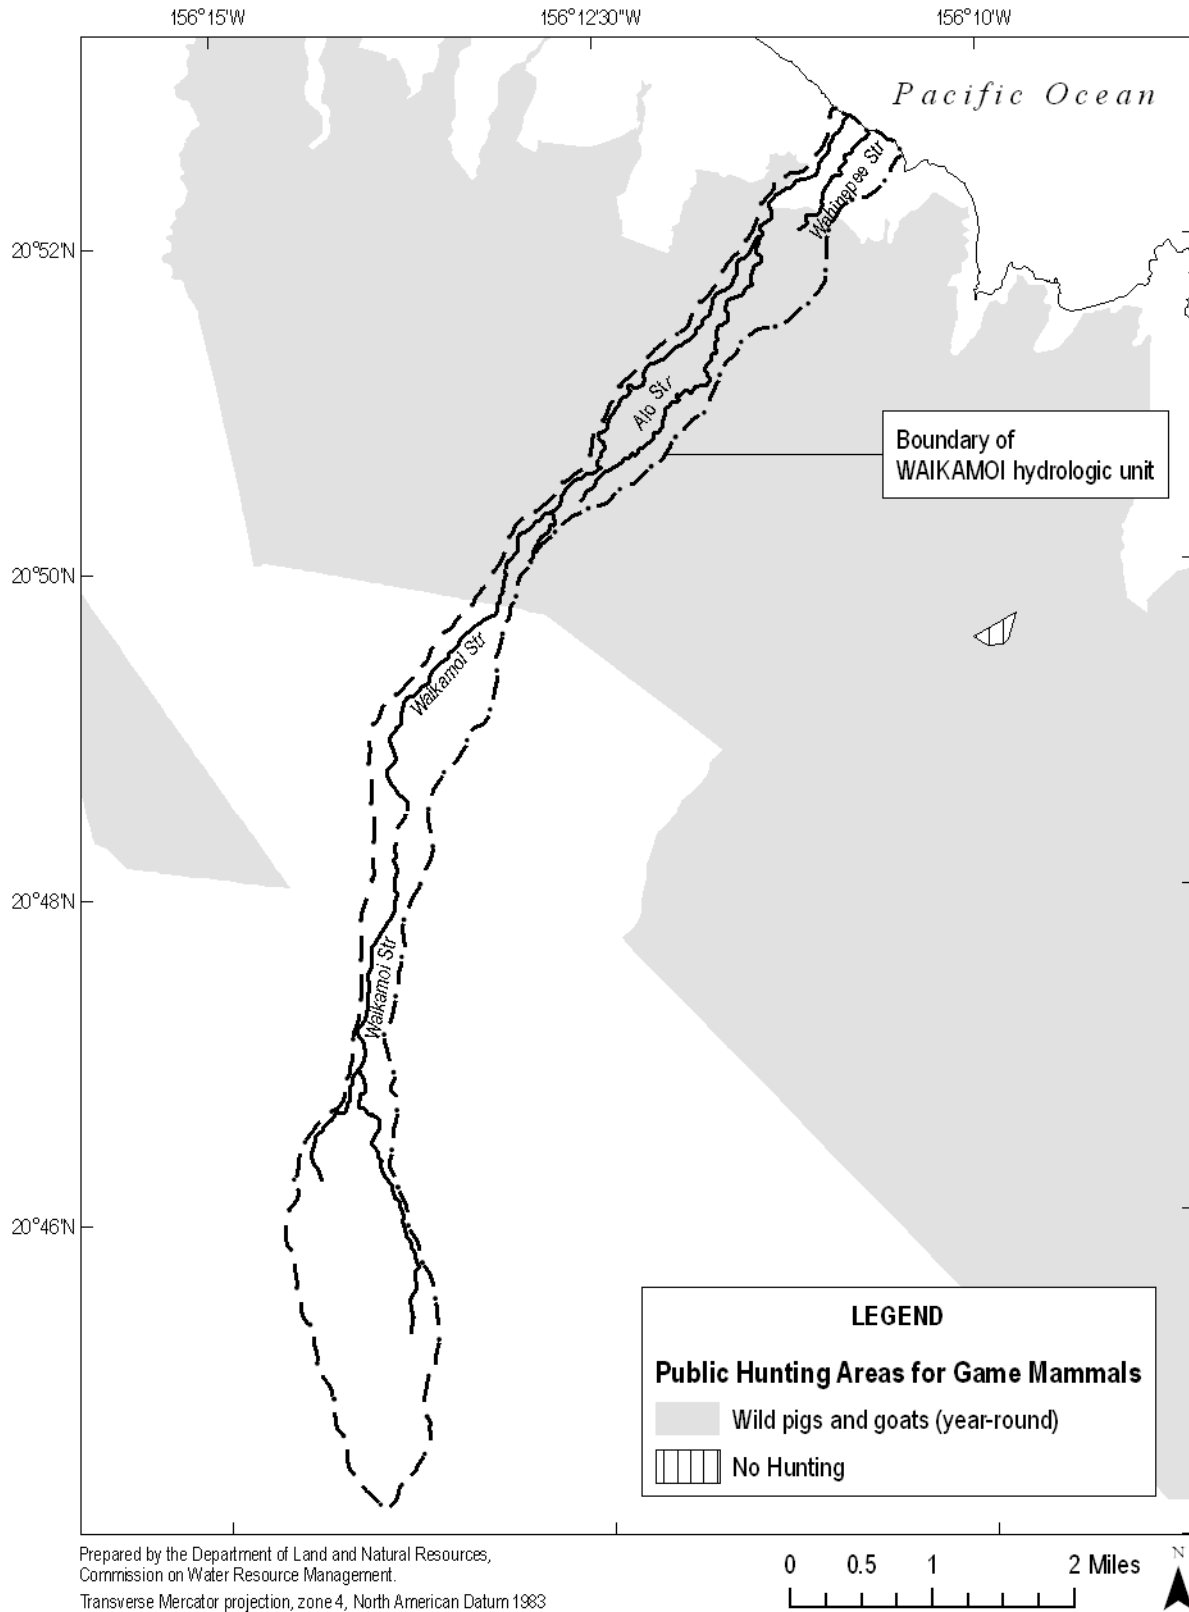 156°15'W
156°12'30"W
156°10'W
Pacific Ocean
Wahinepee Str
20°52'N
Alo Str
Boundary of
WAIKAMOI hydrologic unit
20°50'N
Waikamoi Str
20°48'N
Waikamoi Str
20°46'N
LEGEND
Public Hunting Areas for Game Mammals
Wild pigs and goats (year-round)
No Hunting
Prepared by the Department of Land and Natural Resources,
Commission on Water Resource Management.
Transverse Mercator projection, zone 4, North American Datum 1983
0 0.5 1 2 Miles
N